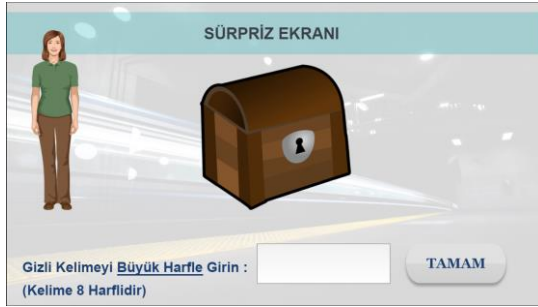 SÜRPRİZ EKRANI
Gizli Kelimeyi Büyük Harfle Girin :
TAMAM
(Kelime 8 Harflidir)